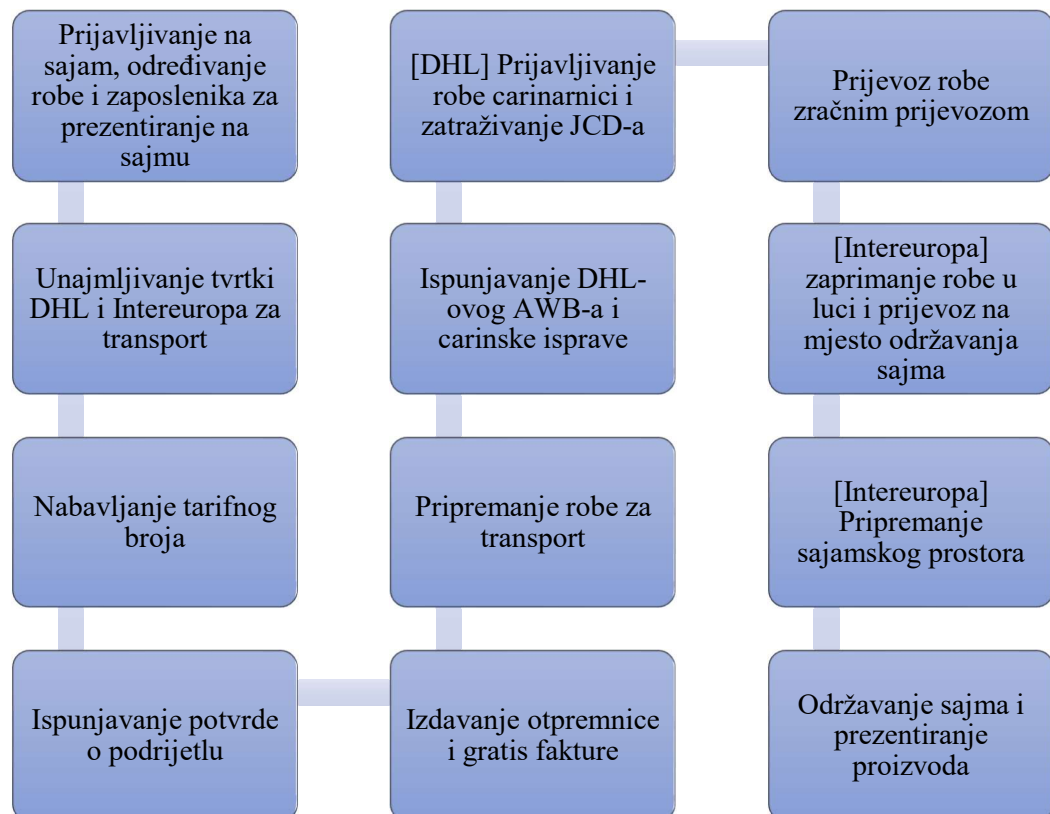 Prijavljivanje na
sajam, određivanje
robe i zaposlenika za
prezentiranje na
sajmu
Unajmljivanje tvrtki
DHL i Intereuropa za
transport
Nabavljanje tarifnog
broja
Ispunjavanje potvrde
o podrijetlu
Izdavanje otpremnice
i gratis fakture
Pripremanje robe za
transport
Ispunjavanje DHL-
ovog AWB-a i
carinske isprave
[DHL] Prijavljivanje
robe carinarnici i
zatraživanje JCD-a
Prijevoz robe
zračnim prijevozom
[Intereuropa]
zaprimanje robe u
luci i prijevoz na
mjesto održavanja
sajma
[Intereuropa]
Pripremanje
sajamskog prostora
Održavanje sajma i
prezentiranje
proizvoda